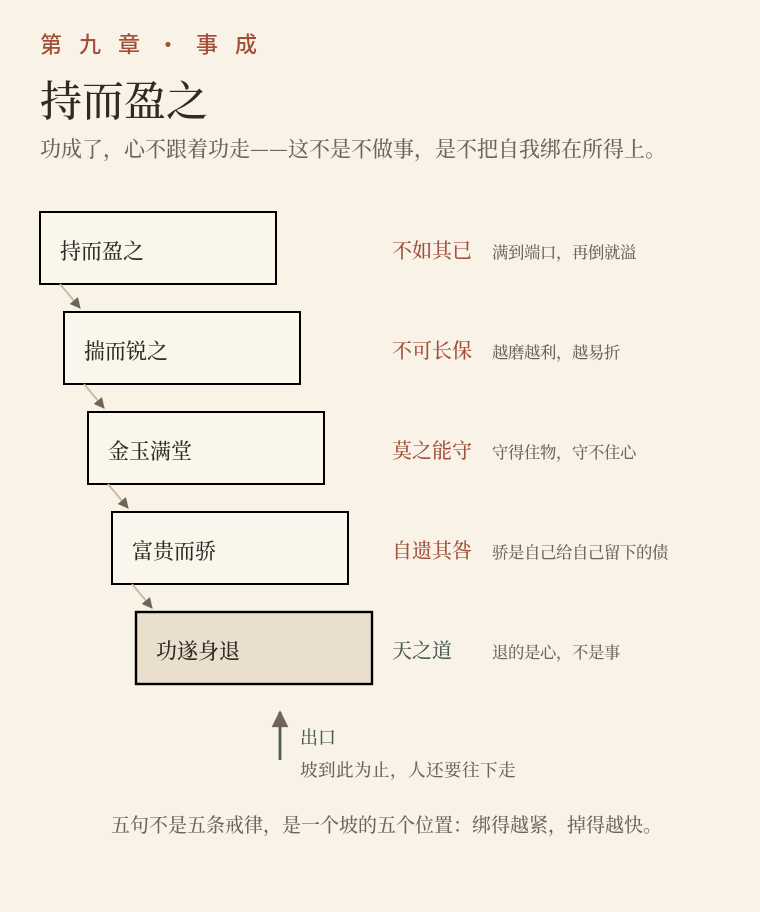 第九章・事成
持而盈之
功成了，心不跟着功走——这不是不做事，是不把自我绑在所得上。
持而盈之 不如其已 满到端口，再倒就溢
揣而锐之 不可长保 越磨越利，越易折
金玉满堂 莫之能守 守得住物，守不住心
富贵而骄 自遗其咎 骄是自己给自己留下的债
功遂身退 天之道 退的是心，不是事
出口
坡到此为止，人还要往下走
五句不是五条戒律，是一个坡的五个位置：绑得越紧，掉得越快。